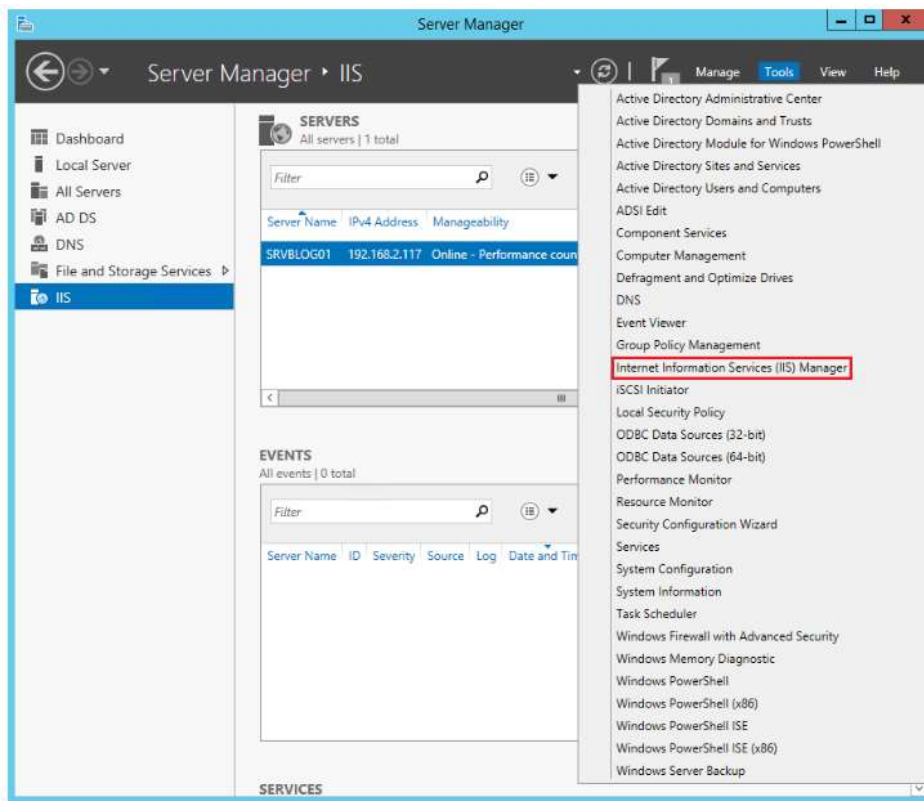 Server Manager
Server Manager ‣ IIS
1
Manage Tools View Help
Dashboard
Local Server
All Servers
AD DS
DNS
File and Storage Services
IIS
SERVERS
All servers | 1 total
Filter
Server Name IPv4 Address Manageability
SRVBLOG01 192.168.2.117 Online - Performance coun
EVENTS
All events | 0 total
Filter
Server Name ID Severity Source Log Date and Tim
SERVICES
Active Directory Administrative Center
Active Directory Domains and Trusts
Active Directory Module for Windows PowerShell
Active Directory Sites and Services
Active Directory Users and Computers
ADSI Edit
Component Services
Computer Management
Defragment and Optimize Drives
DNS
Event Viewer
Group Policy Management
Internet Information Services (IIS) Manager
iSCSI Initiator
Local Security Policy
ODBC Data Sources (32-bit)
ODBC Data Sources (64-bit)
Performance Monitor
Resource Monitor
Security Configuration Wizard
Services
System Configuration
System Information
Task Scheduler
Windows Firewall with Advanced Security
Windows Memory Diagnostic
Windows PowerShell
Windows PowerShell (x86)
Windows PowerShell ISE
Windows PowerShell ISE (x86)
Windows Server Backup